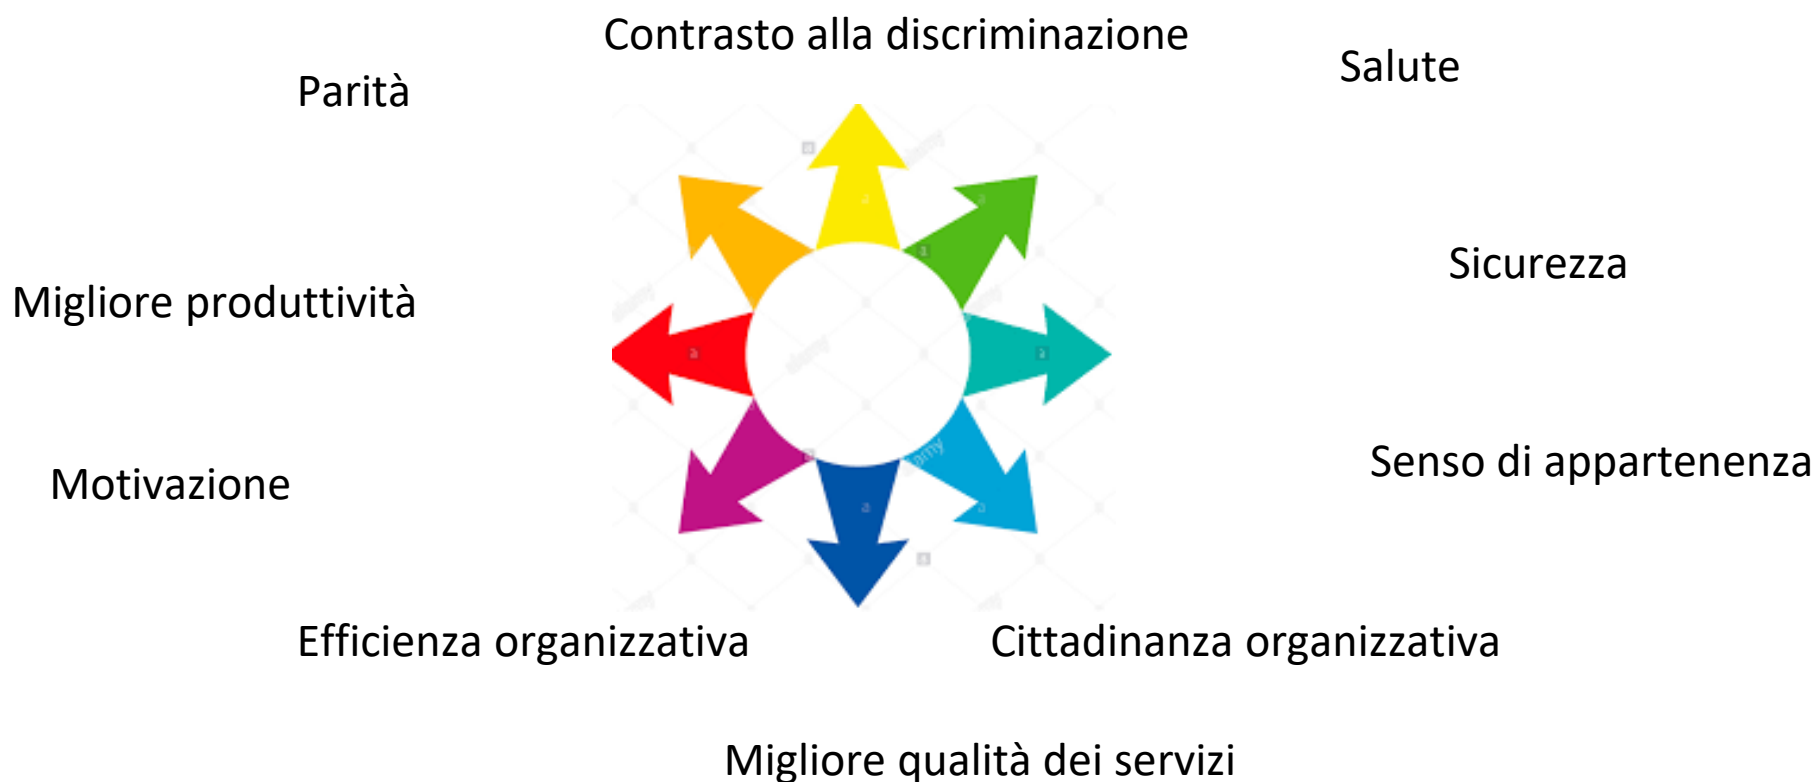 Contrasto alla discriminazione
Salute
Parità
Sicurezza
Migliore produttività
Senso di appartenenza
Motivazione
Efficienza organizzativa
Cittadinanza organizzativa
Migliore qualità dei servizi